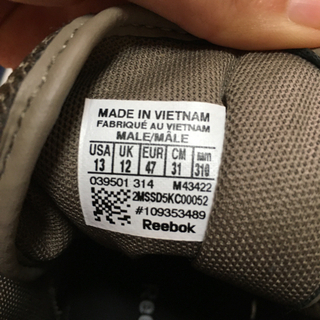 MADE IN VIETNAM
FABRIQUÉ AU VIETNAM
MALE/MÂLE
USA UK EUR CM mm
13 12 47 31 310
039501 314 M43422
2MSSD5KC00052
#109353489
Reebok